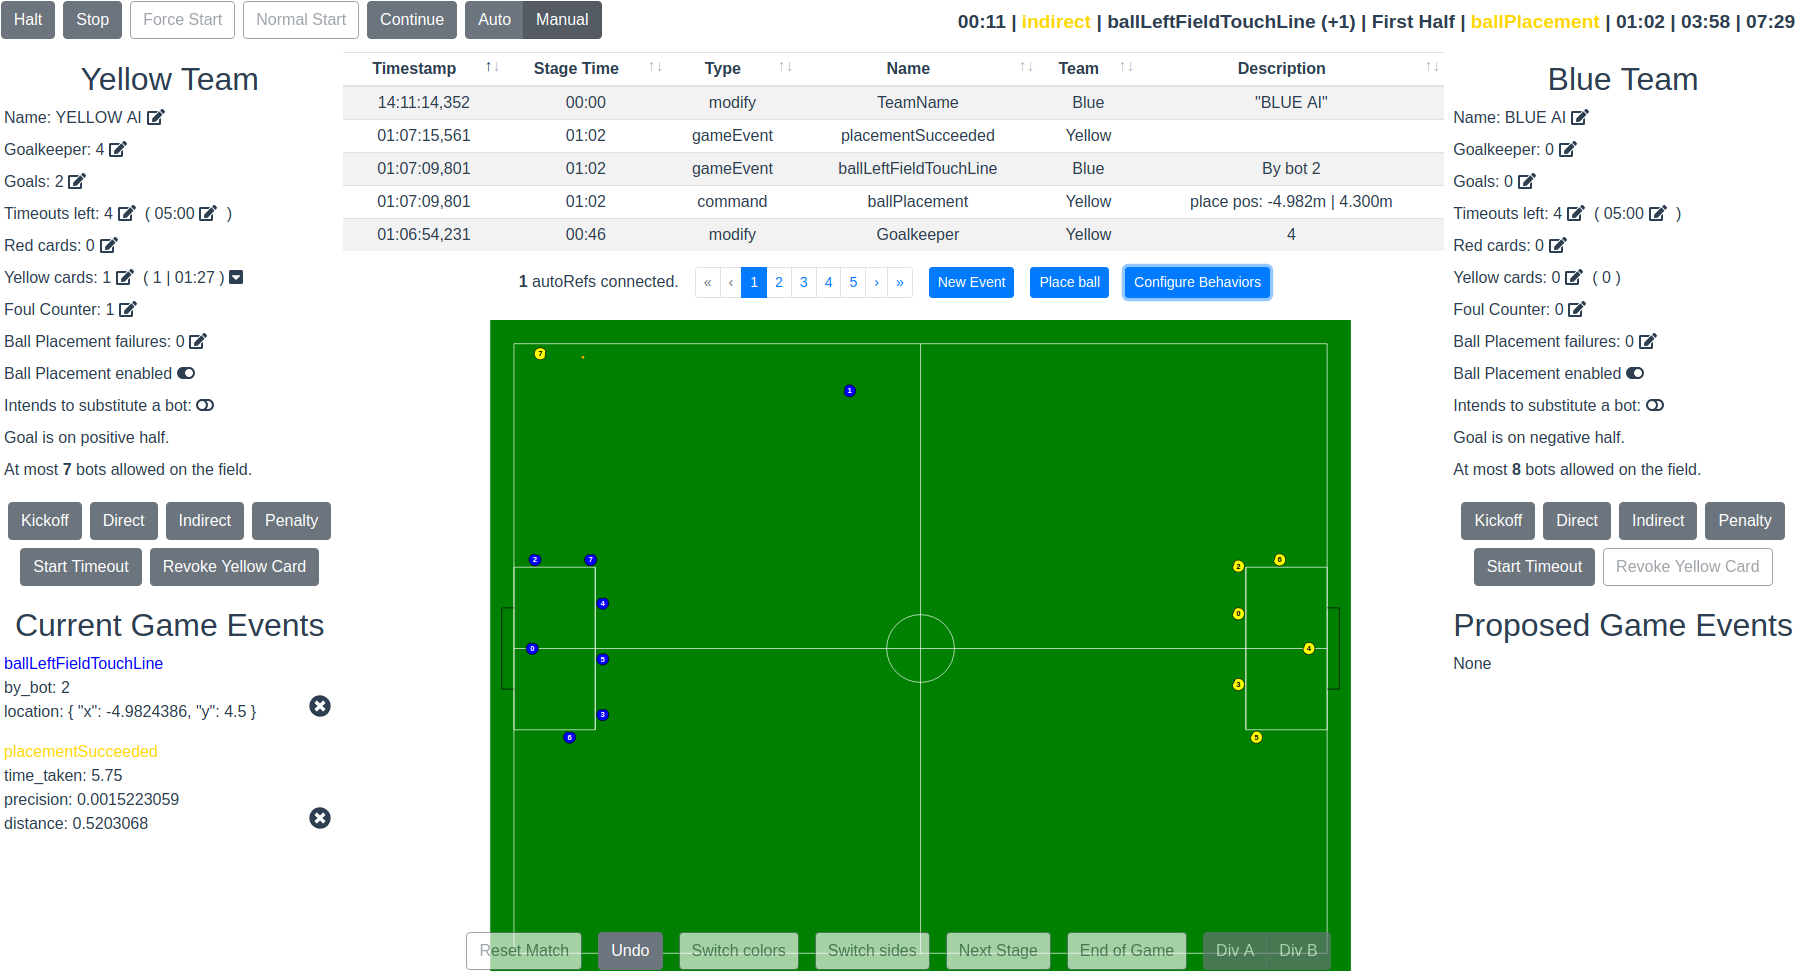 Halt Stop Force Start Normal Start Continue Auto Manual
00:11 | indirect | ballLeftFieldTouchLine (+1) | First Half | ballPlacement | 01:02 | 03:58 | 07:29
Yellow Team
Name: YELLOW AI
Goalkeeper: 4
Goals: 2
Timeouts left: 4 ( 05:00 )
Red cards: 0
Yellow cards: 1 ( 1 | 01:27 )
Foul Counter: 1
Ball Placement failures: 0
Ball Placement enabled
Intends to substitute a bot:
Goal is on positive half.
At most 7 bots allowed on the field.
Kickoff Direct Indirect Penalty
Start Timeout Revoke Yellow Card
Current Game Events
ballLeftFieldTouchLine
by_bot: 2
location: { "x": -4.9824386, "y": 4.5 }
placementSucceeded
time_taken: 5.75
precision: 0.0015223059
distance: 0.5203068
Timestamp ↑↓ Stage Time ↑↓ Type ↑↓ Name ↑↓ Team ↑↓ Description ↑↓
14:11:14,352 00:00 modify TeamName Blue "BLUE AI"
01:07:15,561 01:02 gameEvent placementSucceeded Yellow
01:07:09,801 01:02 gameEvent ballLeftFieldTouchLine Blue By bot 2
01:07:09,801 01:02 command ballPlacement Yellow place pos: -4.982m | 4.300m
01:06:54,231 00:46 modify Goalkeeper Yellow 4
1 autoRefs connected. « ‹ 1 2 3 4 5 › » New Event Place ball Configure Behaviors
7
1
2 7 6
2
4
0
0 4
5
3
3
6 5
Reset Match Undo Switch colors Switch sides Next Stage End of Game Div A Div B
Blue Team
Name: BLUE AI
Goalkeeper: 0
Goals: 0
Timeouts left: 4 ( 05:00 )
Red cards: 0
Yellow cards: 0 ( 0 )
Foul Counter: 0
Ball Placement failures: 0
Ball Placement enabled
Intends to substitute a bot:
Goal is on negative half.
At most 8 bots allowed on the field.
Kickoff Direct Indirect Penalty
Start Timeout Revoke Yellow Card
Proposed Game Events
None